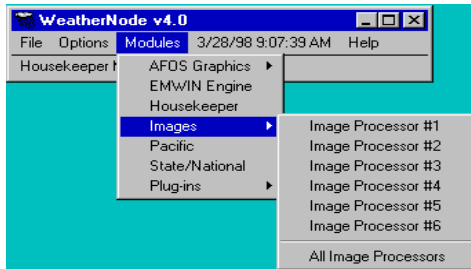 WeatherNode v4.0
File Options Modules 3/28/98 9:07:39 AM Help
Housekeeper
AFOS Graphics
EMWIN Engine
Housekeeper
Images
Pacific
State/National
Plug-ins
Image Processor #1
Image Processor #2
Image Processor #3
Image Processor #4
Image Processor #5
Image Processor #6
All Image Processors